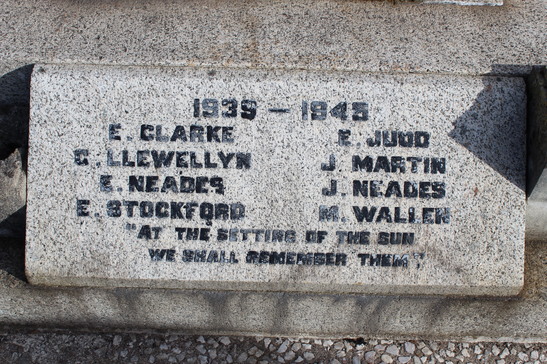 1939 - 1945
E. CLARKE E. JUDD
G. LLEWELLYN J. MARTIN
E. NEADES J. NEADES
E. STOCKFORD M. WALLEN
"AT THE SETTING OF THE SUN
WE SHALL REMEMBER THEM"